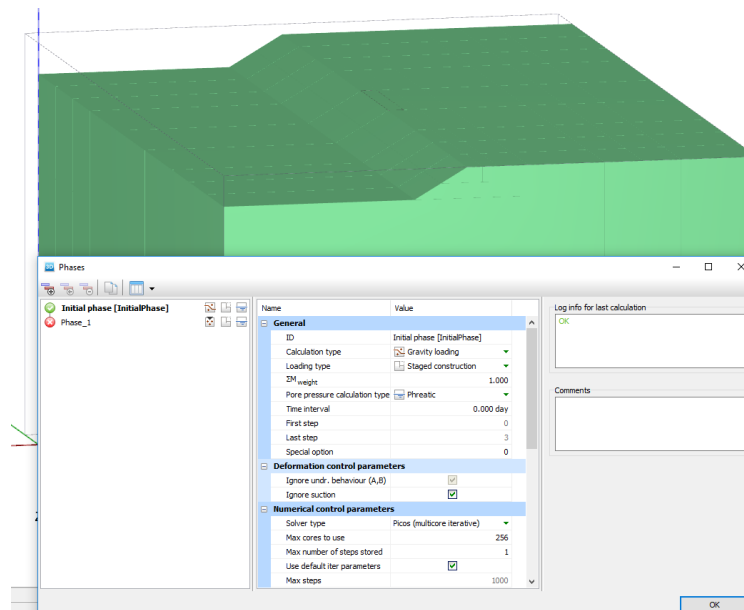 Phases
Initial phase [InitialPhase]
Phase_1
Name Value
General
ID Initial phase [InitialPhase]
Calculation type Gravity loading
Loading type Staged construction
ΣM weight 1.000
Pore pressure calculation type Phreatic
Time interval 0.000 day
First step 0
Last step 3
Special option 0
Deformation control parameters
Ignore undr. behaviour (A,B)
Ignore suction
Numerical control parameters
Solver type Picos (multicore iterative)
Max cores to use 256
Max number of steps stored 1
Use default iter parameters
Max steps 1000
Log info for last calculation
OK
Comments
OK